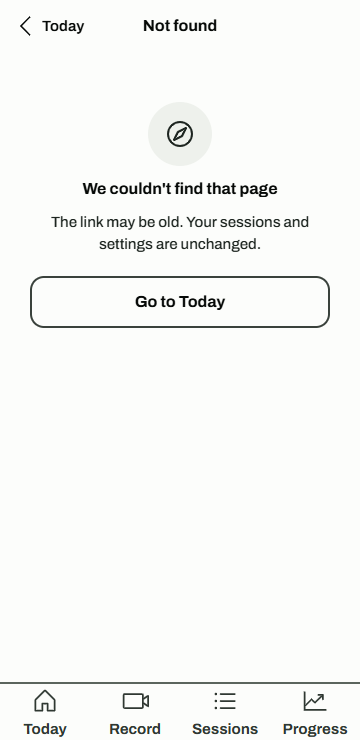 Today
Not found
We couldn't find that page
The link may be old. Your sessions and
settings are unchanged.
Go to Today
Today
Record
Sessions
Progress